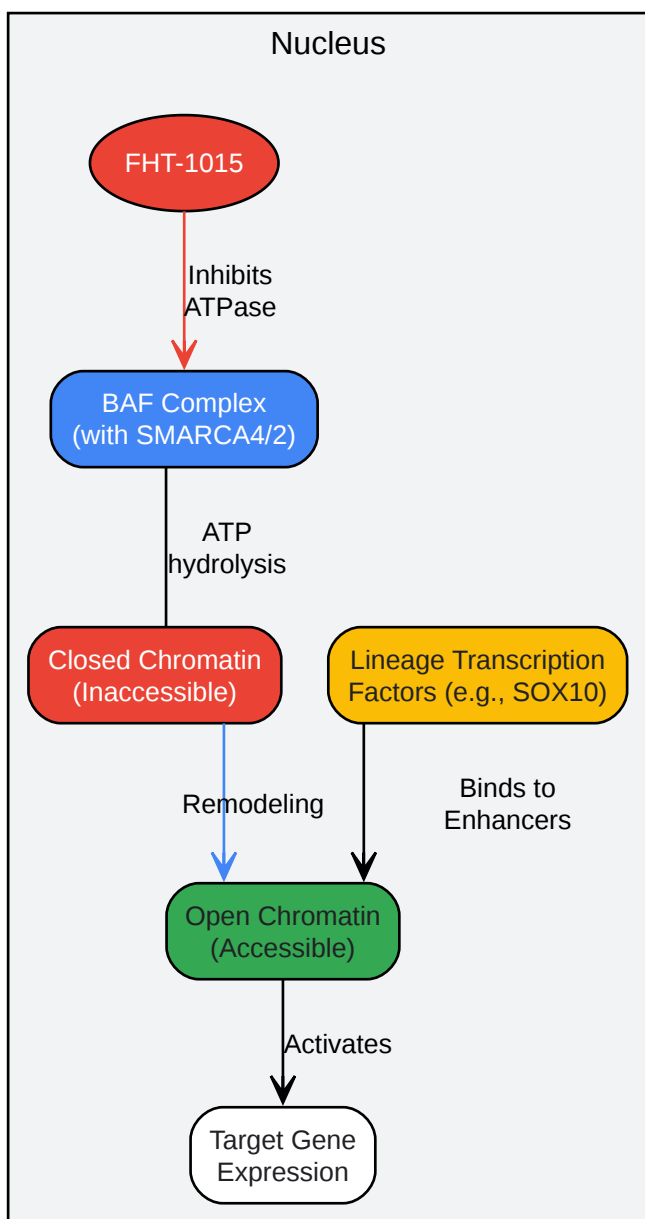 Nucleus
FHT-1015
Inhibits
ATPase
BAF Complex
(with SMARCA4/2)
ATP
hydrolysis
Closed Chromatin
(Inaccessible)
Lineage Transcription
Factors (e.g., SOX10)
Remodeling
Binds to
Enhancers
Open Chromatin
(Accessible)
Activates
Target Gene
Expression